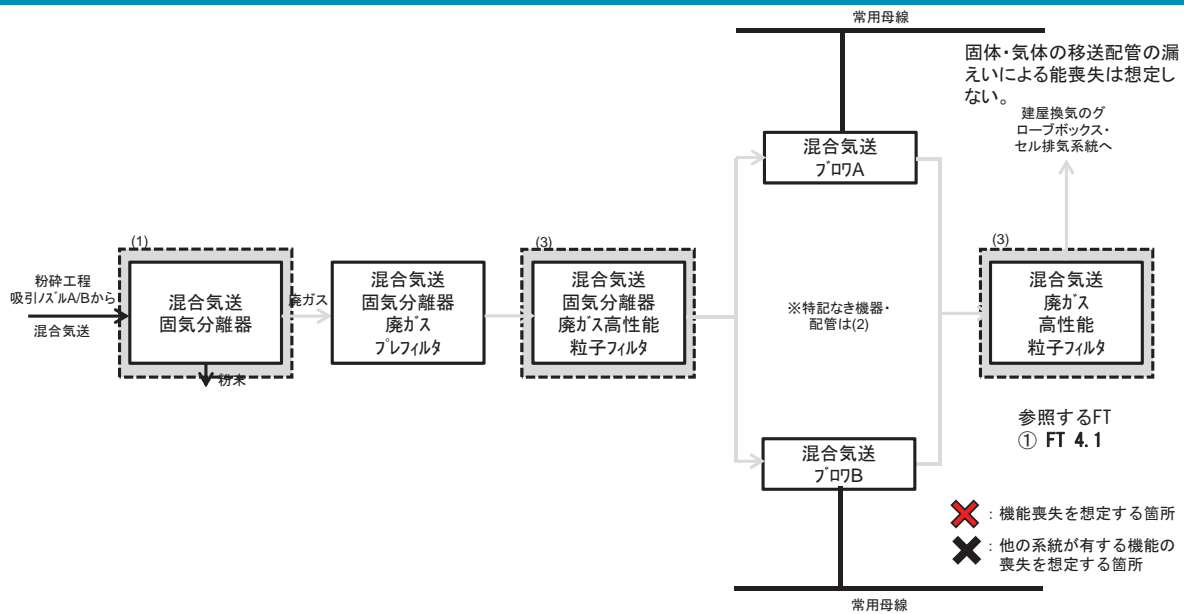 常用母線
固体・気体の移送配管の漏
えいによる能喪失は想定し
ない。
建屋換気のグ
ローブボックス・
セル排気系統へ
混合気送
ブロワA
(1)
(3)
(3)
粉砕工程
吸引ノズルA/Bから
混合気送
混合気送
固気分離器
廃ガス
混合気送
固気分離器
廃ガス
プレフィルタ
混合気送
固気分離器
廃ガス高性能
粒子フィルタ
※特記なき機器・
配管は(2)
混合気送
廃ガス
高性能
粒子フィルタ
粉末
参照するFT
① FT 4.1
混合気送
ブロワB
：機能喪失を想定する箇所
：他の系統が有する機能の
喪失を想定する箇所
常用母線